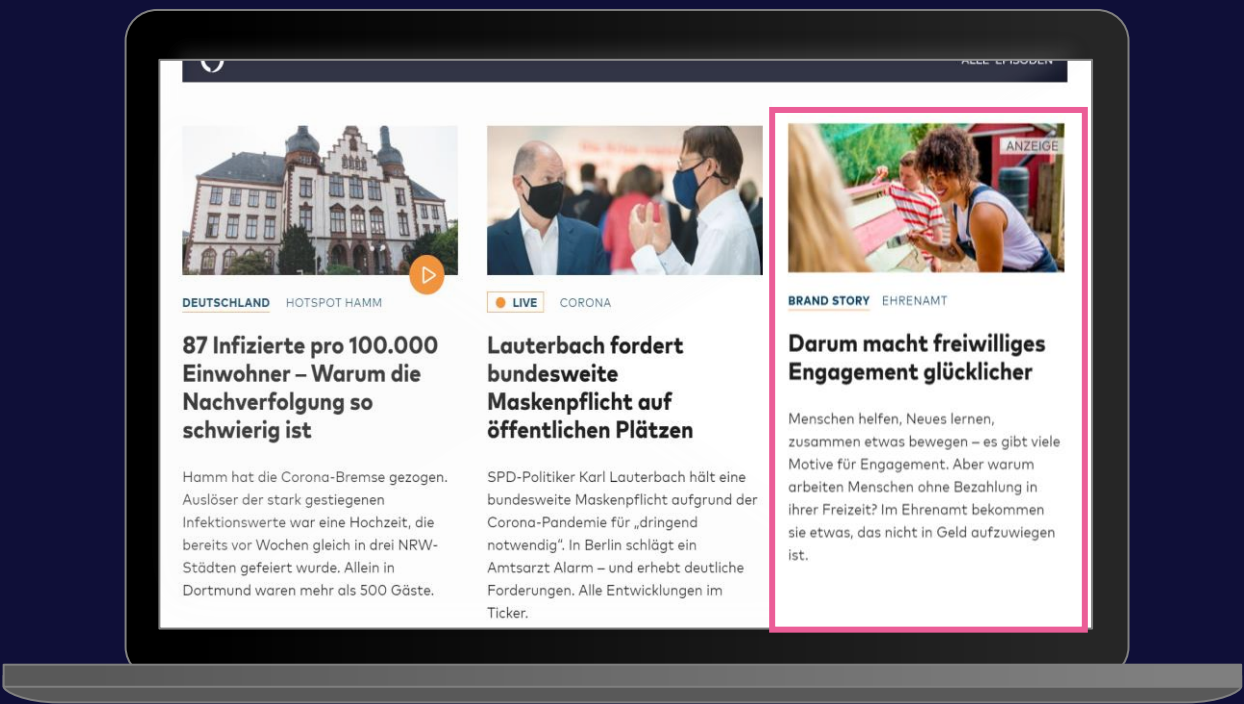 ALLE EPISODEN
DEUTSCHLAND HOTSPOT HAMM
87 Infizierte pro 100.000
Einwohner – Warum die
Nachverfolgung so
schwierig ist
Hamm hat die Corona-Bremse gezogen.
Auslöser der stark gestiegenen
Infektionswerte war eine Hochzeit, die
bereits vor Wochen gleich in drei NRW-
Städten gefeiert wurde. Allein in
Dortmund waren mehr als 500 Gäste.
LIVE CORONA
Lauterbach fordert
bundesweite
Maskenpflicht auf
öffentlichen Plätzen
SPD-Politiker Karl Lauterbach hält eine
bundesweite Maskenpflicht aufgrund der
Corona-Pandemie für „dringend
notwendig“. In Berlin schlägt ein
Amtsarzt Alarm – und erhebt deutliche
Forderungen. Alle Entwicklungen im
Ticker.
ANZEIGE
BRAND STORY EHRENAMT
Darum macht freiwilliges
Engagement glücklicher
Menschen helfen, Neues lernen,
zusammen etwas bewegen – es gibt viele
Motive für Engagement. Aber warum
arbeiten Menschen ohne Bezahlung in
ihrer Freizeit? Im Ehrenamt bekommen
sie etwas, das nicht in Geld aufzuwiegen
ist.